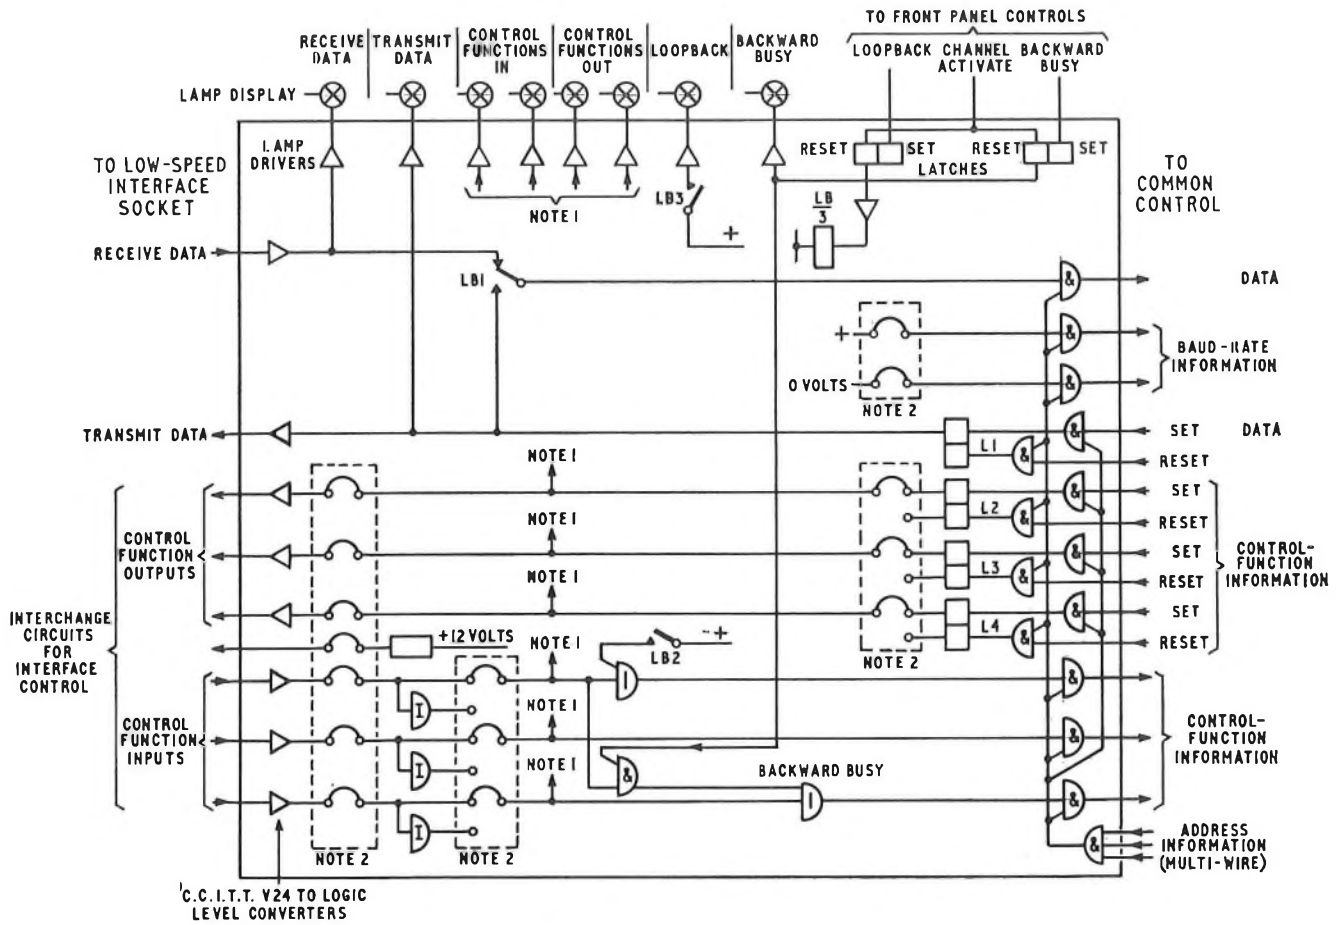 TO FRONT PANEL CONTROLS
RECEIVE DATA
TRANSMIT DATA
CONTROL FUNCTIONS IN
CONTROL FUNCTIONS OUT
LOOPBACK
BACKWARD BUSY
LOOPBACK
CHANNEL ACTIVATE
BACKWARD BUSY
LAMP DISPLAY
LAMP DRIVERS
TO LOW-SPEED
INTERFACE
SOCKET
NOTE 1
LB3
+
RESET
SET
RESET
SET
LATCHES
LB
3
TO
COMMON
CONTROL
RECEIVE DATA
LB1
&
DATA
+
&
BAUD-RATE
INFORMATION
0 VOLTS
&
NOTE 2
TRANSMIT DATA
L1
&
&
SET
DATA
RESET
NOTE 1
L2
&
&
SET
RESET
NOTE 1
L3
&
&
SET
RESET
NOTE 1
L4
&
&
SET
RESET
CONTROL-
FUNCTION
INFORMATION
CONTROL
FUNCTION
OUTPUTS
INTERCHANGE
CIRCUITS
FOR
INTERFACE
CONTROL
+12 VOLTS
NOTE 1
LB2
+
NOTE 2
I
1
&
NOTE 1
CONTROL
FUNCTION
INPUTS
I
&
CONTROL-
FUNCTION
INFORMATION
NOTE 1
&
BACKWARD BUSY
I
1
&
NOTE 2
NOTE 2
&
ADDRESS
INFORMATION
(MULTI-WIRE)
C.C.I.T.T. V24 TO LOGIC
LEVEL CONVERTERS